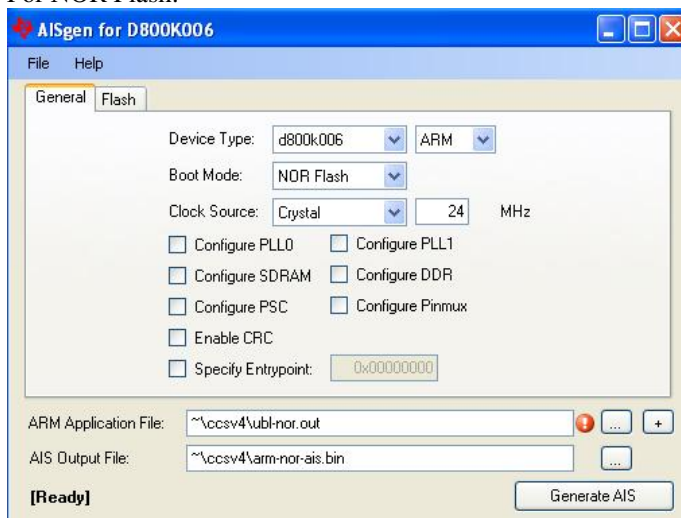 For NOR Flash:
AISgen for D800K006
File Help
General Flash
Device Type: d800k006 ARM
Boot Mode: NOR Flash
Clock Source: Crystal 24 MHz
Configure PLL0 Configure PLL1
Configure SDRAM Configure DDR
Configure PSC Configure Pinmux
Enable CRC
Specify Entrypoint: 0x00000000
ARM Application File: ~\ccsv4\ubl-nor.out ... +
AIS Output File: ~\ccsv4\arm-nor-ais.bin ...
[Ready] Generate AIS